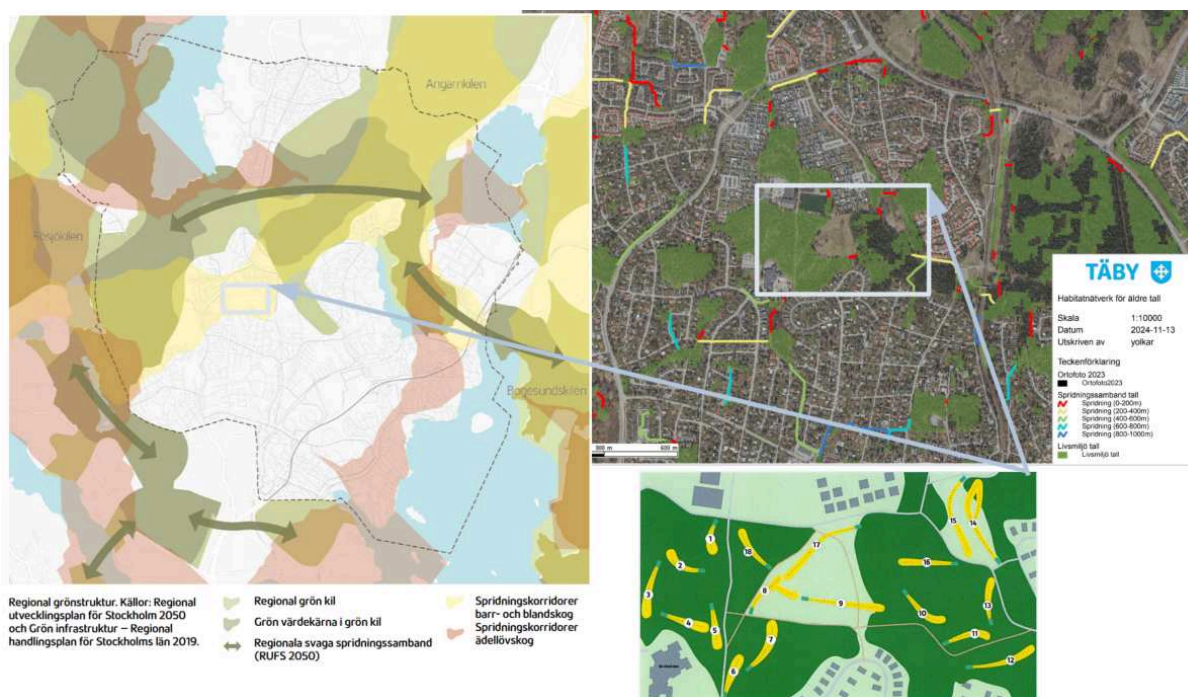 Angarnkilen
Rösjökilen
Bogesundskilen
Regional grönstruktur. Källor: Regional
utvecklingsplan för Stockholm 2050
och Grön infrastruktur – Regional
handlingsplan för Stockholms län 2019.
Regional grön kil
Grön värdekärna i grön kil
Regionala svaga spridningssamband
(RUFS 2050)
Spridningskorridorer
barr- och blandskog
Spridningskorridorer
ädellövskog
TÄBY
Habitatnätverk för äldre tall
Skala 1:10000
Datum 2024-11-13
Utskriven av yolkar
Teckenförklaring
Ortofoto 2023
Ortofoto2023
Spridningssamband tall
Spridning (0-200m)
Spridning (200-400m)
Spridning (400-600m)
Spridning (600-800m)
Spridning (800-1000m)
Livsmiljö tall
Livsmiljö tall
600 m
1
2
3
4
5
6
7
8
9
10
11
12
13
14
15
16
17
18